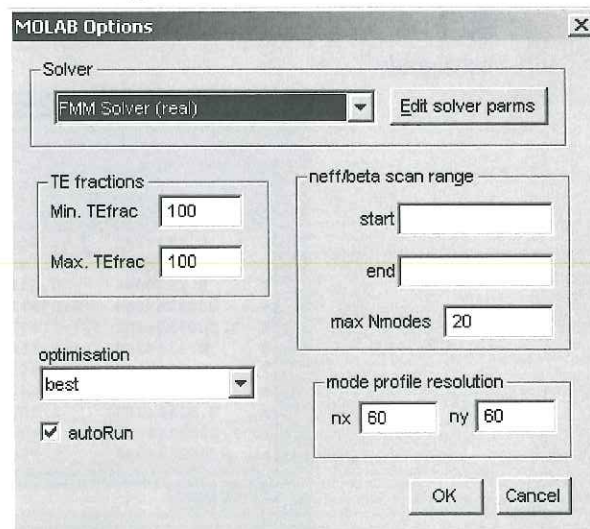 MOLAB Options
Solver
FMM Solver (real)
Edit solver parms
TE fractions
Min. TEfrac 100
Max. TEfrac 100
neff/beta scan range
start
end
max Nmodes 20
optimisation
best
autoRun
mode profile resolution
nx 60 ny 60
OK Cancel